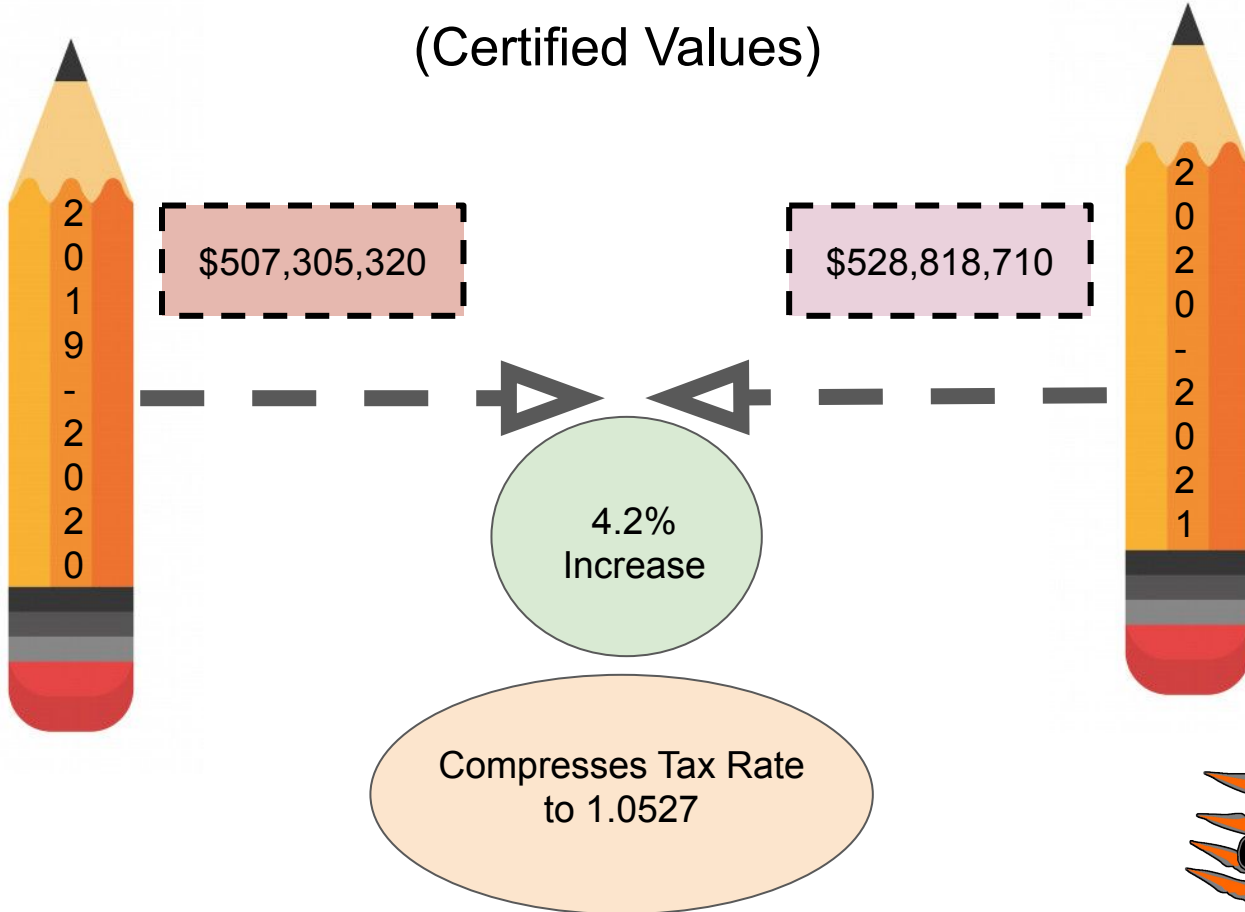 (Certified Values)
2019-2020
$507,305,320
$528,818,710
2020-2021
4.2%
Increase
Compresses Tax Rate
to 1.0527